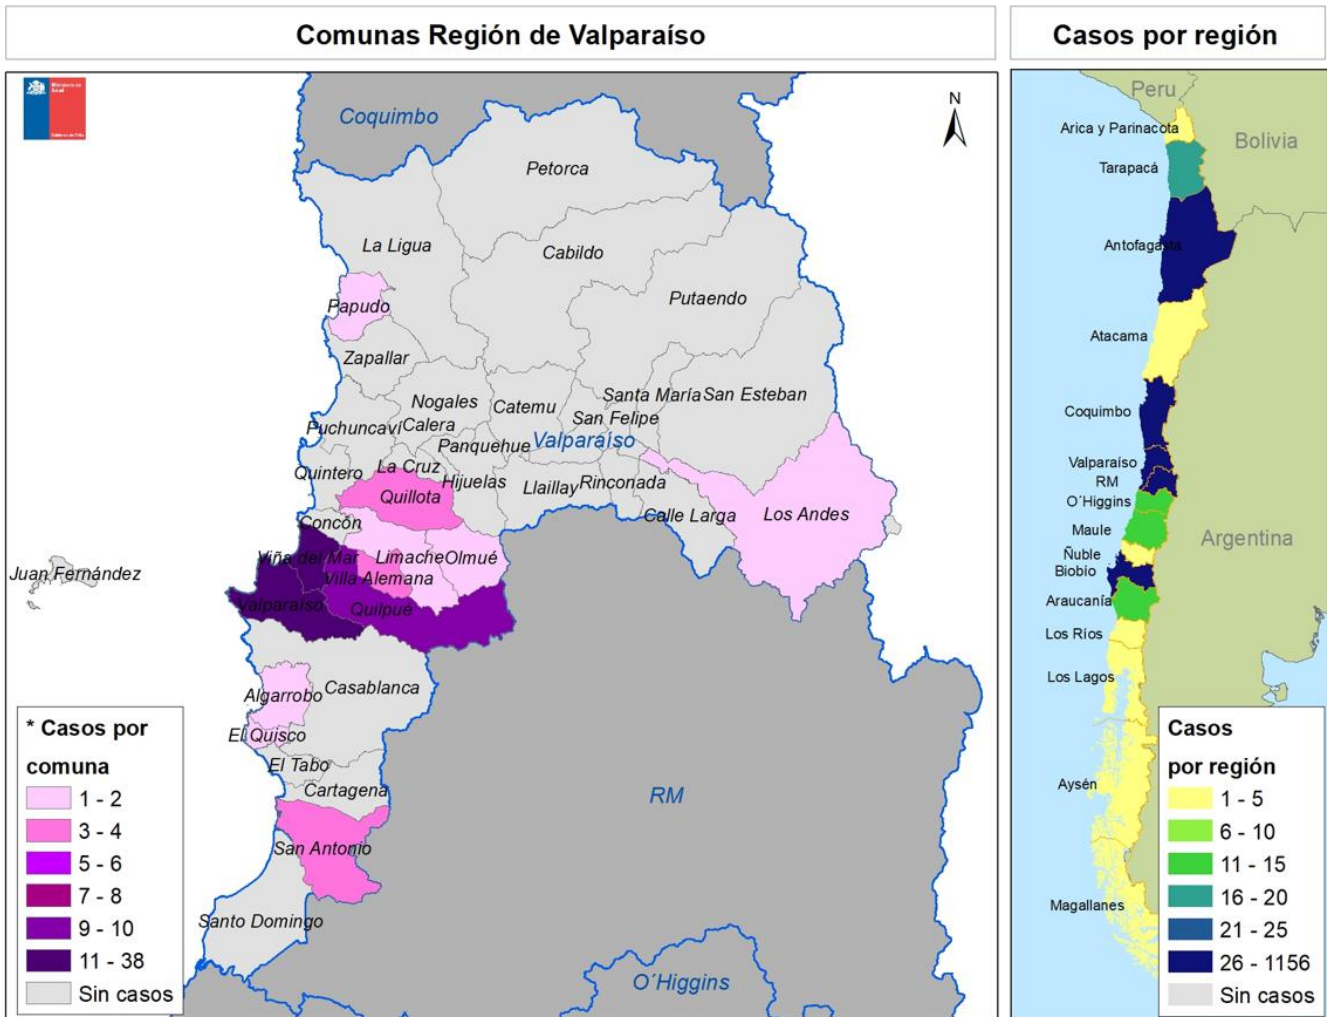 Comunas Región de Valparaíso
Casos por región
Ministerio de
Salud
Gobierno de Chile
N
Coquimbo
Petorca
La Ligua
Cabildo
Papudo
Putaendo
Zapallar
Santa María
San Esteban
Nogales
Catemu
San Felipe
Puchuncaví
Calera
Panquehue
Valparaíso
Quintero
La Cruz
Hijuelas
Llaillay
Rinconada
Quillota
Calle Larga
Los Andes
Concón
Viña del Mar
Limache
Olmué
Juan Fernández
Villa Alemana
Valparaíso
Quilpué
Algarrobo
Casablanca
El Quisco
El Tabo
Cartagena
RM
San Antonio
Santo Domingo
O´Higgins
* Casos por
comuna
1 - 2
3 - 4
5 - 6
7 - 8
9 - 10
11 - 38
Sin casos
Peru
Arica y Parinacota
Bolivia
Tarapacá
Antofagasta
Atacama
Coquimbo
Valparaíso
RM
O´Higgins
Maule
Argentina
Ñuble
Biobío
Araucanía
Los Ríos
Los Lagos
Aysén
Magallanes
Casos
por región
1 - 5
6 - 10
11 - 15
16 - 20
21 - 25
26 - 1156
Sin casos